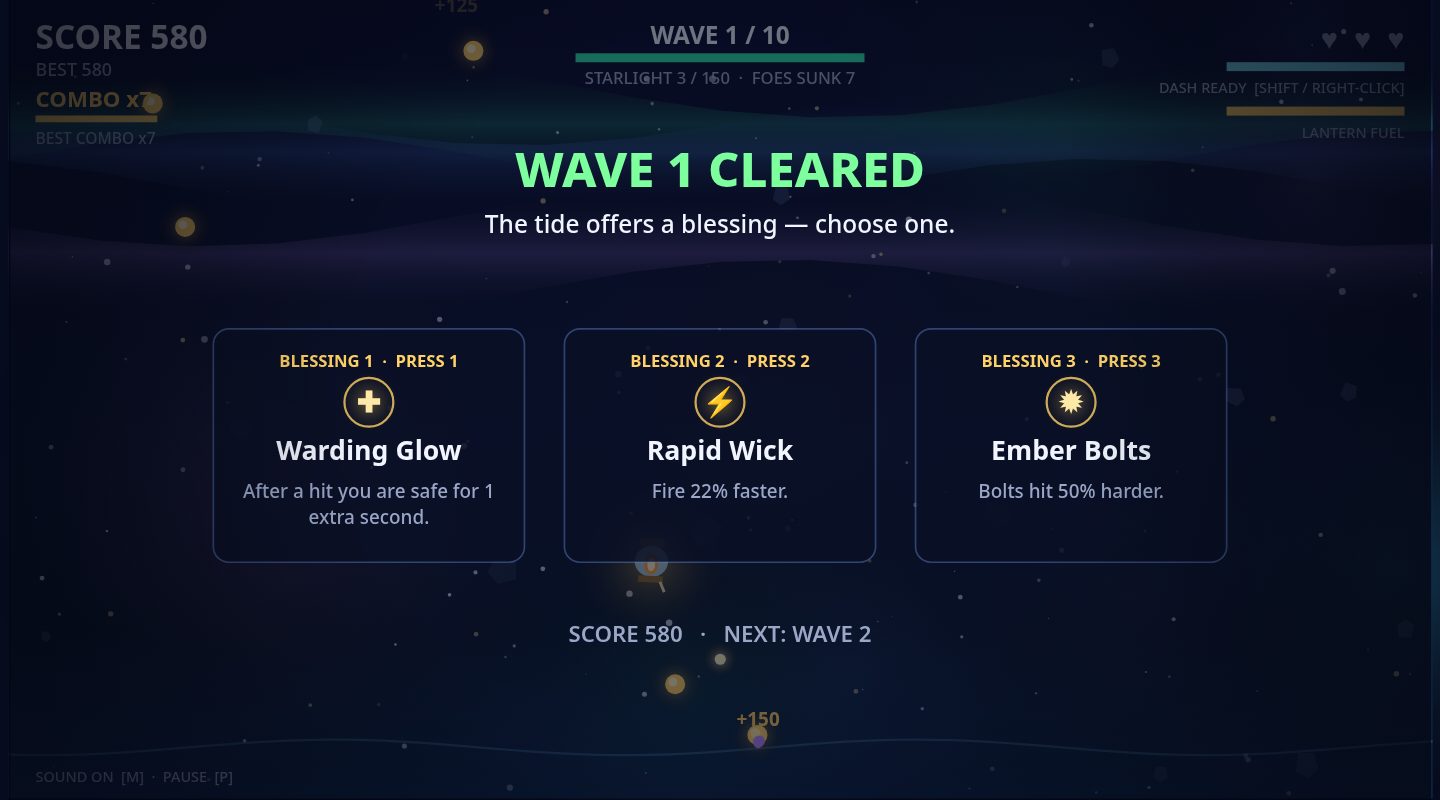 +125
SCORE 580
WAVE 1 / 10
BEST 580
STARLIGHT 3 / 150 · FOES SUNK 7
DASH READY [SHIFT / RIGHT-CLICK]
COMBO x7
BEST COMBO x7
LANTERN FUEL
WAVE 1 CLEARED
The tide offers a blessing — choose one.
BLESSING 1 · PRESS 1
Warding Glow
After a hit you are safe for 1
extra second.
BLESSING 2 · PRESS 2
Rapid Wick
Fire 22% faster.
BLESSING 3 · PRESS 3
Ember Bolts
Bolts hit 50% harder.
SCORE 580 · NEXT: WAVE 2
+150
SOUND ON [M] · PAUSE [P]